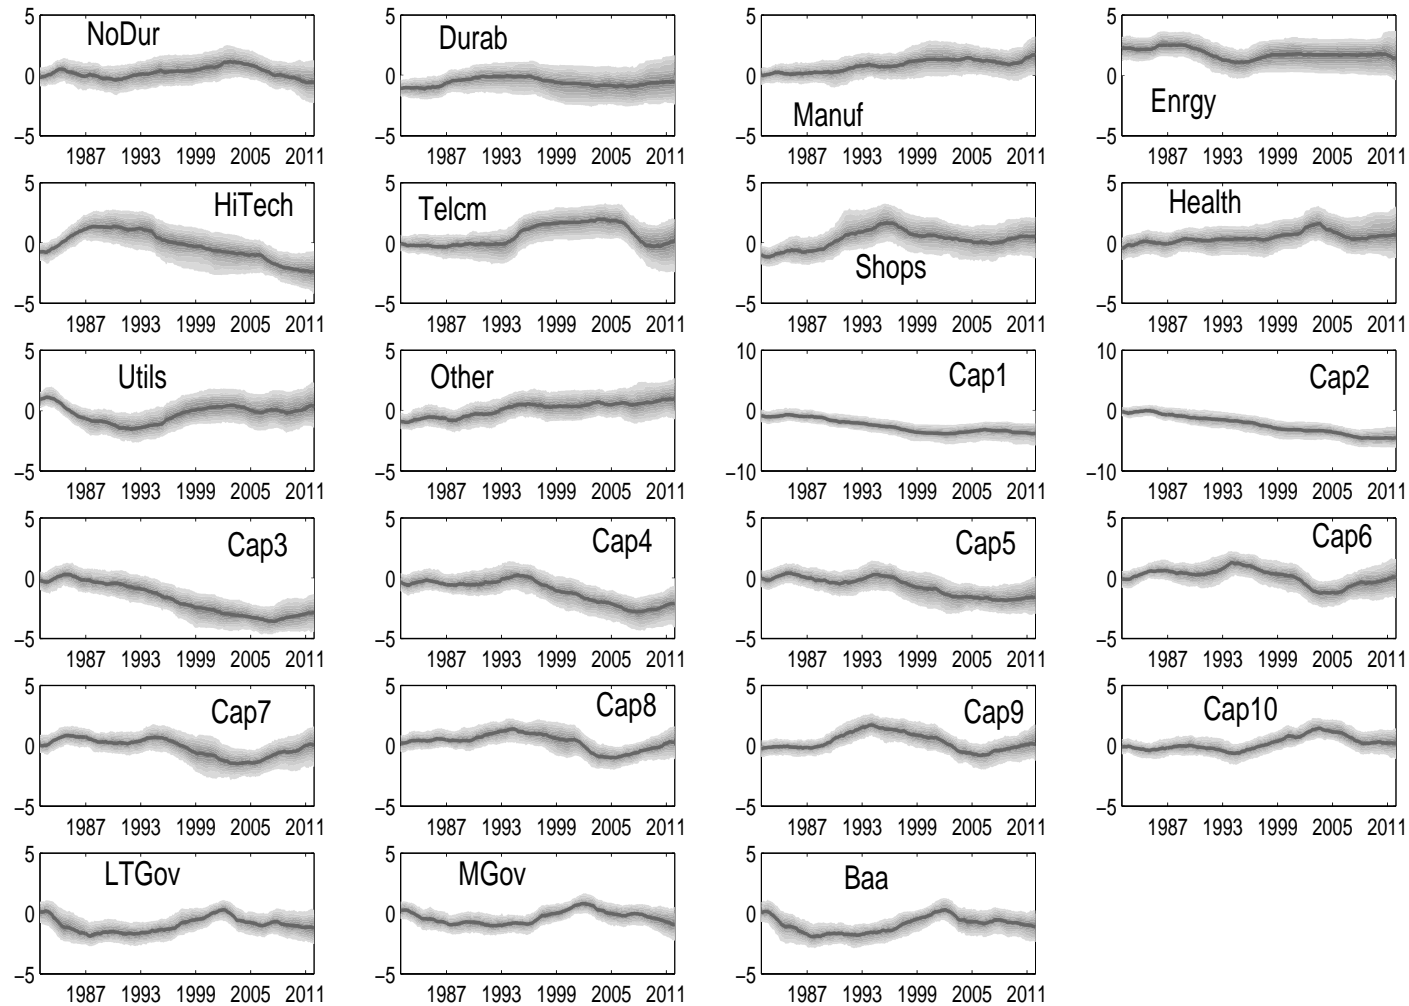 5 5 5 5
NoDur Durab Manuf Enrgy
0 0 0 0
−5 −5 −5 −5
1987 1993 1999 2005 2011 1987 1993 1999 2005 2011 1987 1993 1999 2005 2011 1987 1993 1999 2005 2011
5 5 5 5
HiTech Telcm Shops Health
0 0 0 0
−5 −5 −5 −5
1987 1993 1999 2005 2011 1987 1993 1999 2005 2011 1987 1993 1999 2005 2011 1987 1993 1999 2005 2011
5 5 10 10
Utils Other Cap1 Cap2
0 0 0 0
−5 −5 −10 −10
1987 1993 1999 2005 2011 1987 1993 1999 2005 2011 1987 1993 1999 2005 2011 1987 1993 1999 2005 2011
5 5 5 5
Cap3 Cap4 Cap5 Cap6
0 0 0 0
−5 −5 −5 −5
1987 1993 1999 2005 2011 1987 1993 1999 2005 2011 1987 1993 1999 2005 2011 1987 1993 1999 2005 2011
5 5 5 5
Cap7 Cap8 Cap9 Cap10
0 0 0 0
−5 −5 −5 −5
1987 1993 1999 2005 2011 1987 1993 1999 2005 2011 1987 1993 1999 2005 2011 1987 1993 1999 2005 2011
5 5 5
LTGov MGov Baa
0 0 0
−5 −5 −5
1987 1993 1999 2005 2011 1987 1993 1999 2005 2011 1987 1993 1999 2005 2011